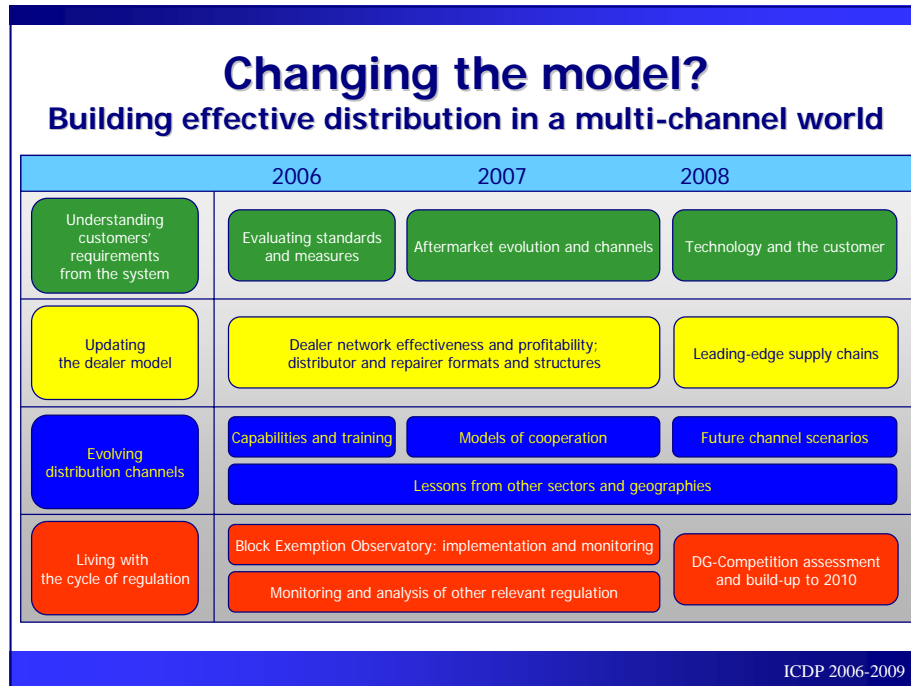 Changing the model?
Building effective distribution in a multi-channel world
2006 2007 2008
Understanding
customers'
requirements
from the system
Evaluating standards
and measures
Aftermarket evolution and channels
Technology and the customer
Updating
the dealer model
Dealer network effectiveness and profitability;
distributor and repairer formats and structures
Leading-edge supply chains
Evolving
distribution channels
Capabilities and training
Models of cooperation
Future channel scenarios
Lessons from other sectors and geographies
Living with
the cycle of regulation
Block Exemption Observatory: implementation and monitoring
Monitoring and analysis of other relevant regulation
DG-Competition assessment
and build-up to 2010
ICDP 2006-2009